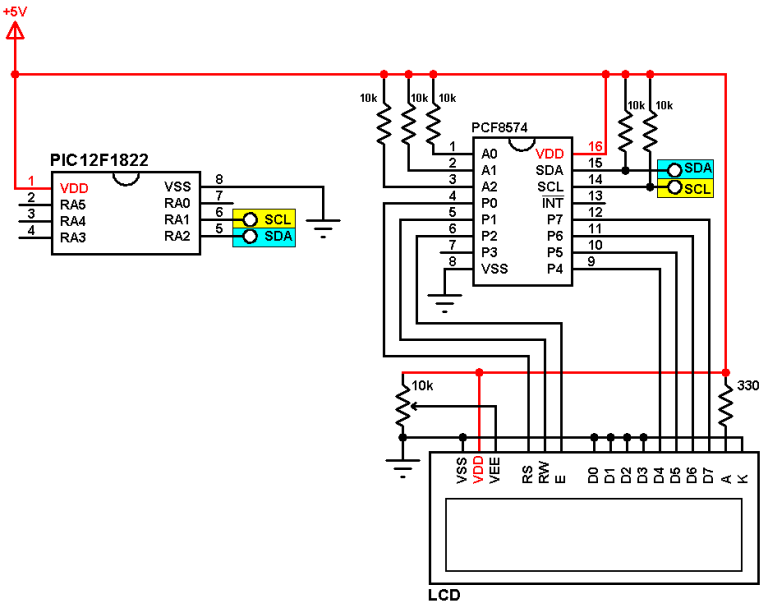 +5V
10k 10k 10k 10k
PCF8574
PIC12F1822
1 VDD VSS 8
2 RA5 RA0 7
3 RA4 RA1 6 SCL
4 RA3 RA2 5 SDA
1 A0 VDD 16
2 A1 SDA 15 SDA
3 A2 SCL 14 SCL
4 P0 INT 13
5 P1 P7 12
6 P2 P6 11
7 P3 P5 10
8 VSS P4 9
10k 330
VSS VDD VEE RS RW E D0 D1 D2 D3 D4 D5 D6 D7 A K
LCD